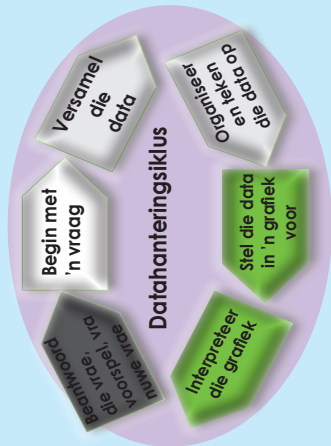 Datahanteringsiklus
Begin met
'n vraag
Versamel
die
data
Organiseer
en teken
die data op
Stel die data
in 'n grafiek
voor
Interpreteer
die grafiek
Beantwoord
die vrae,
voorspel, vra
nuwe vrae